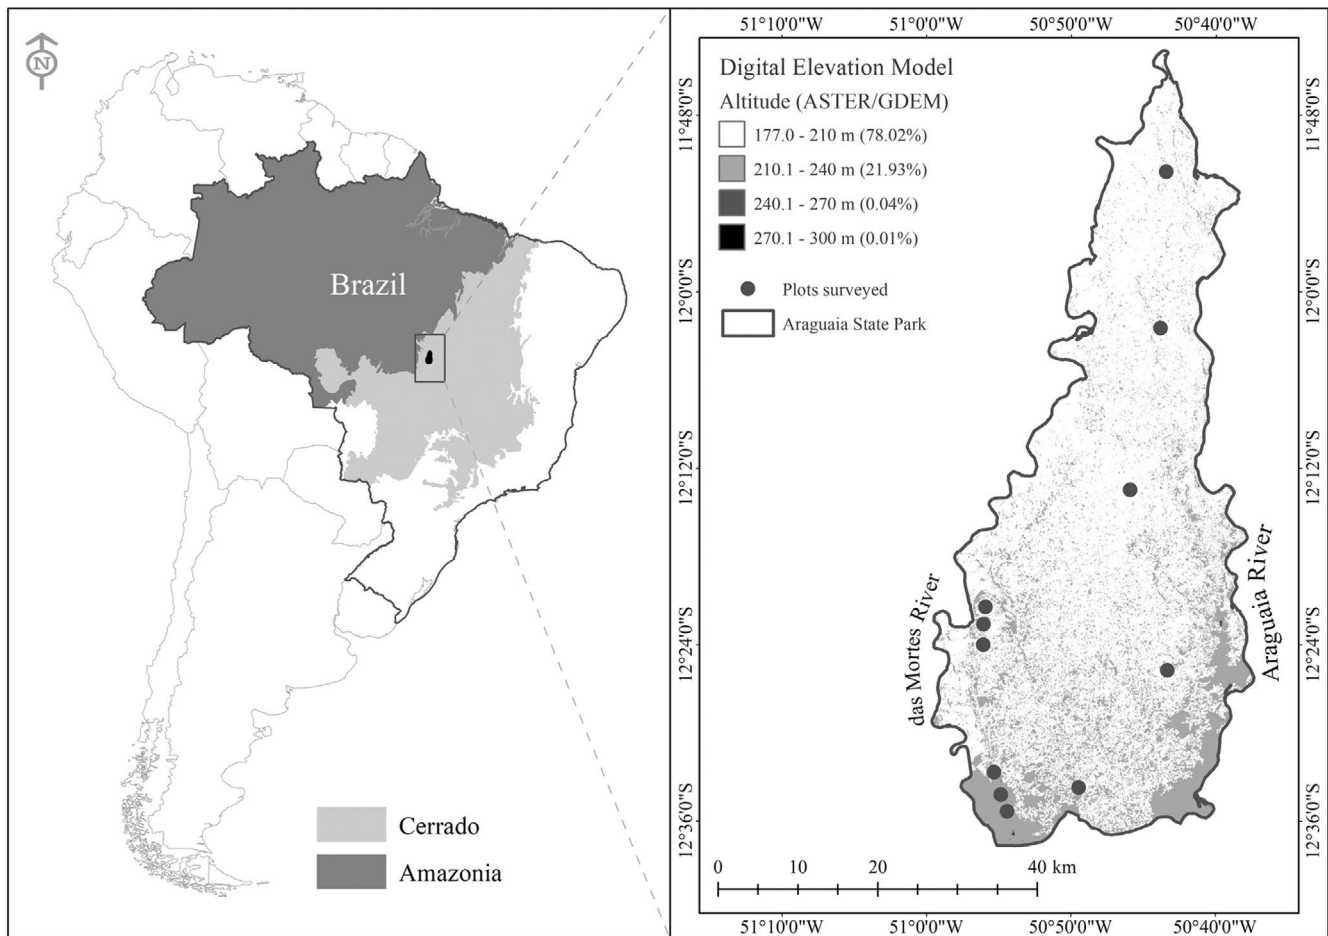 N
Brazil
Cerrado
Amazonia
51°10'0"W 51°0'0"W 50°50'0"W 50°40'0"W
Digital Elevation Model
Altitude (ASTER/GDEM)
177.0 - 210 m (78.02%)
210.1 - 240 m (21.93%)
240.1 - 270 m (0.04%)
270.1 - 300 m (0.01%)
Plots surveyed
Araguaia State Park
11°48'0"S
12°0'0"S
12°12'0"S
12°24'0"S
12°36'0"S
das Mortes River
Araguaia River
11°48'0"S
12°0'0"S
12°12'0"S
12°24'0"S
12°36'0"S
0 10 20 40 km
51°10'0"W 51°0'0"W 50°50'0"W 50°40'0"W